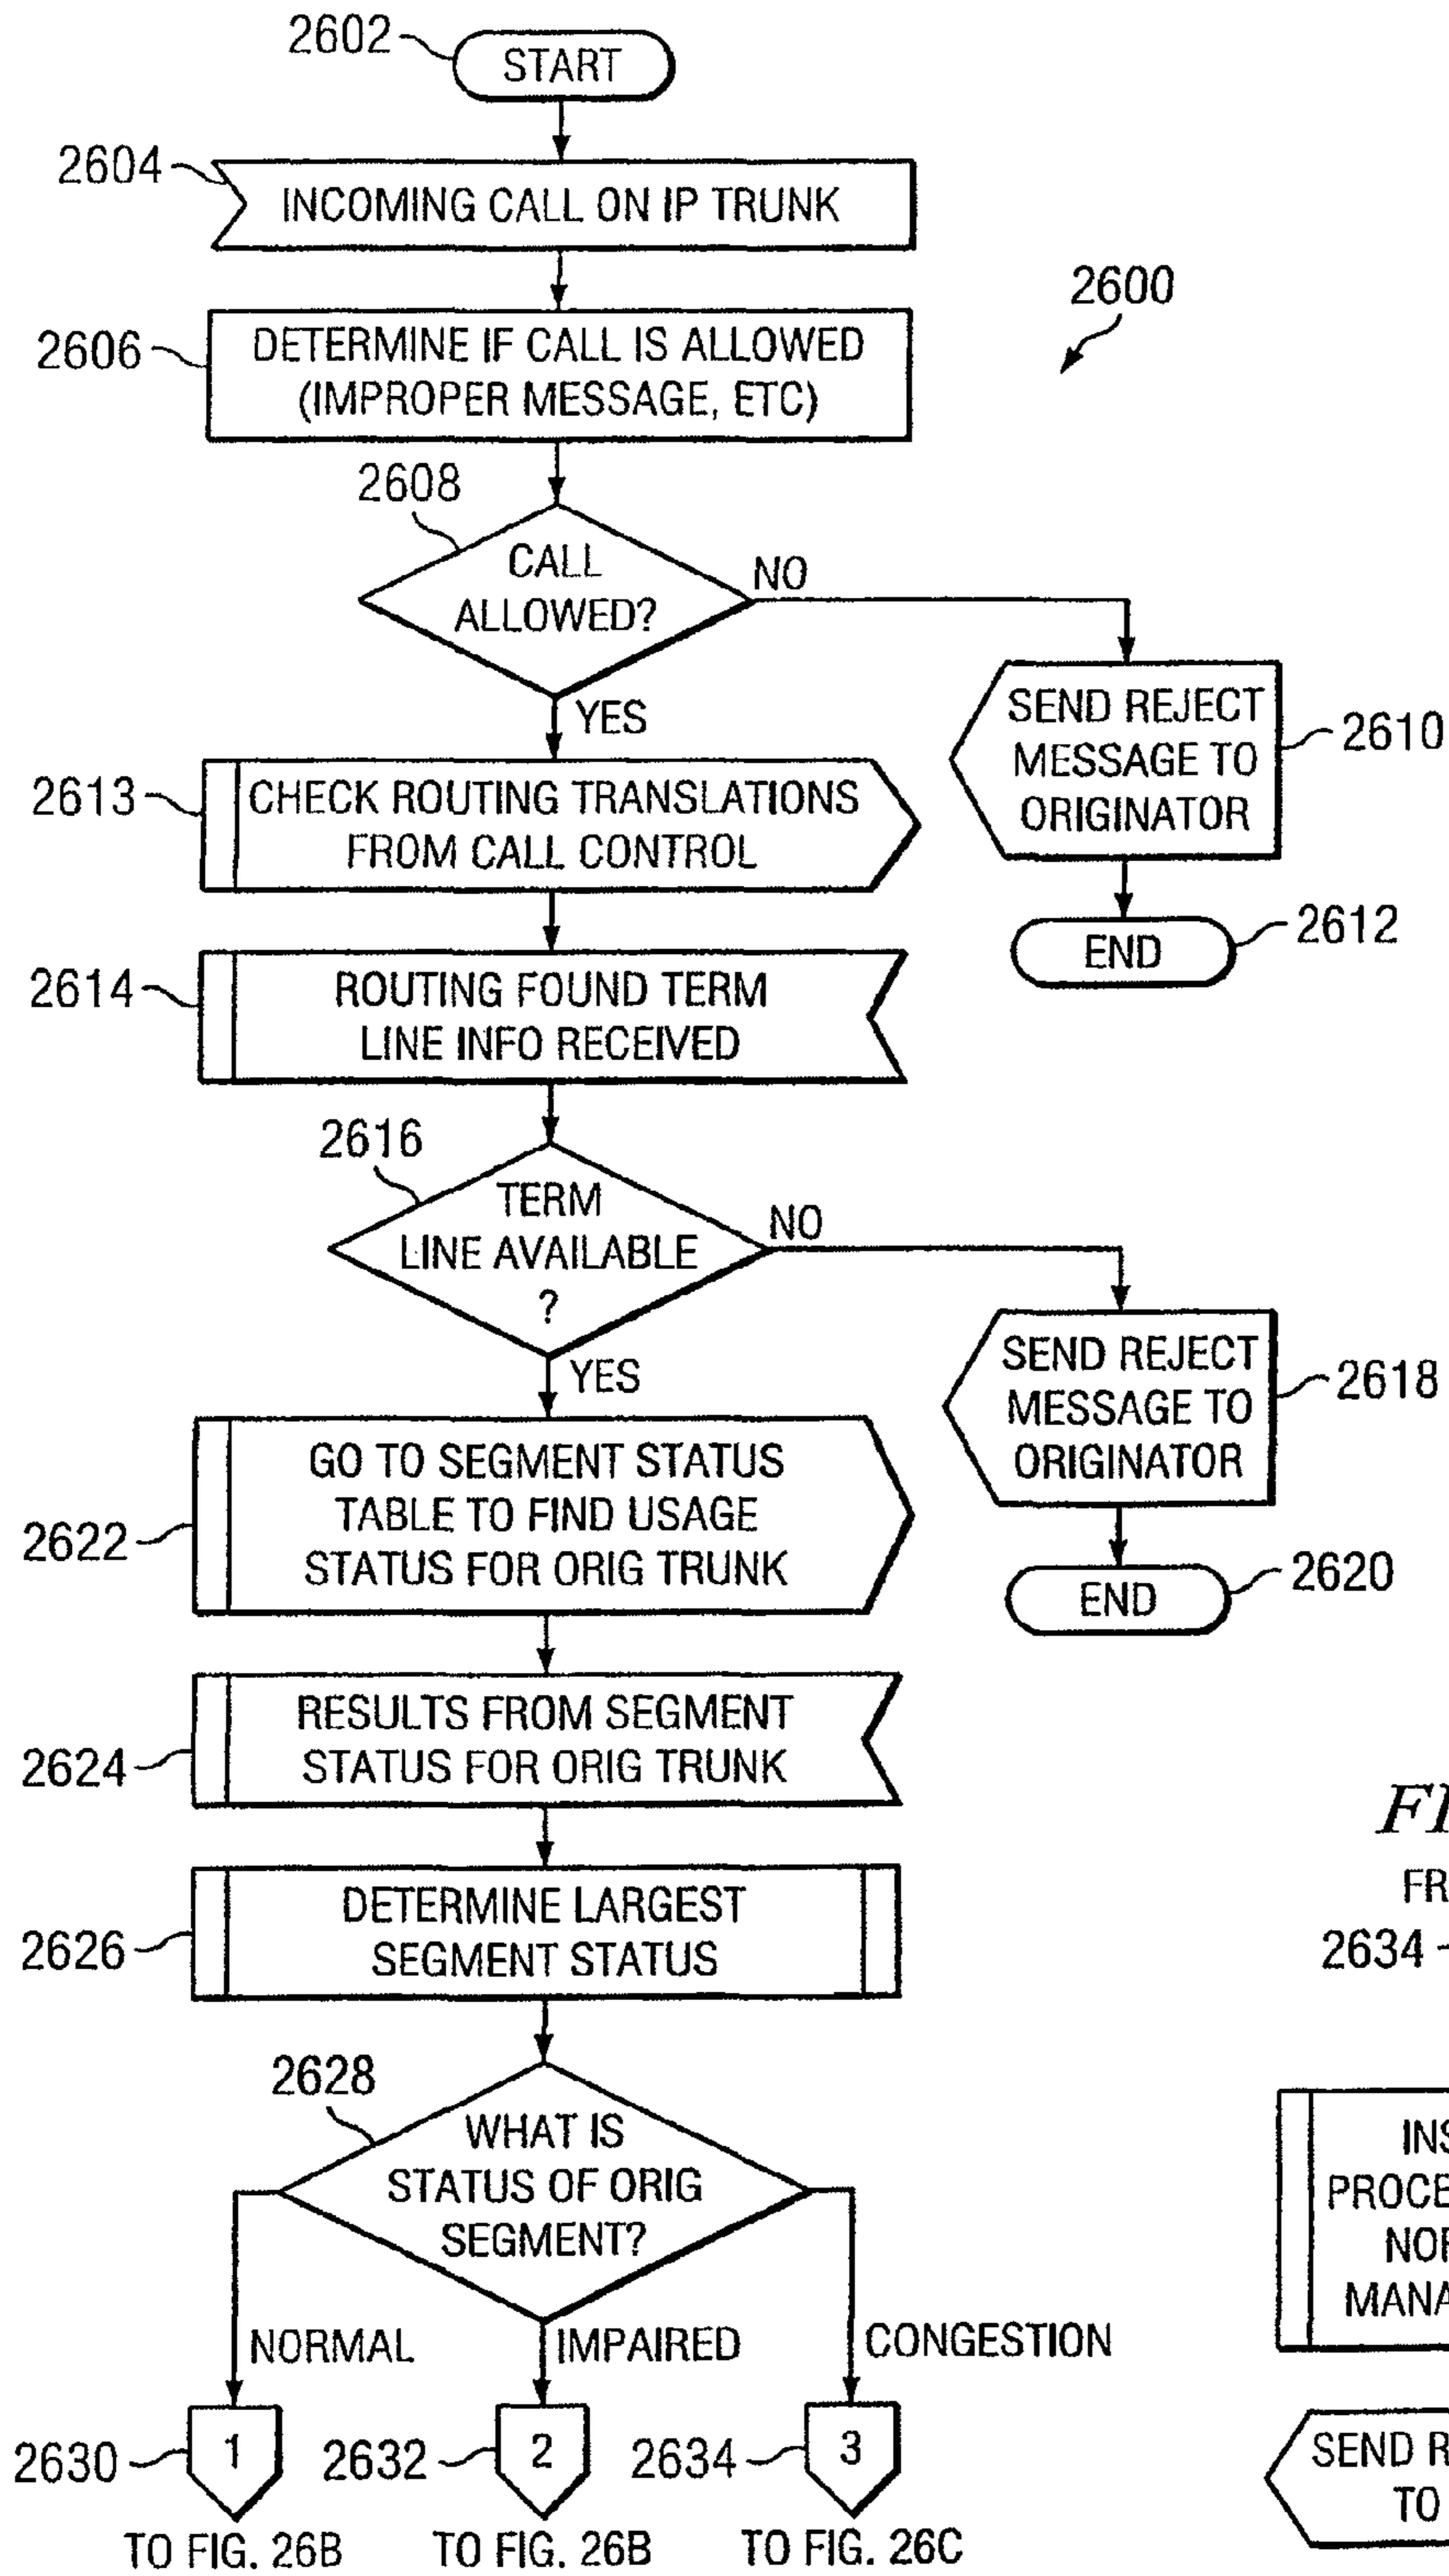 2602
START
2604
INCOMING CALL ON IP TRUNK
2600
2606
DETERMINE IF CALL IS ALLOWED
(IMPROPER MESSAGE, ETC)
2608
CALL
ALLOWED?
NO
YES
SEND REJECT
MESSAGE TO
ORIGINATOR
2610
END
2612
2613
CHECK ROUTING TRANSLATIONS
FROM CALL CONTROL
2614
ROUTING FOUND TERM
LINE INFO RECEIVED
2616
TERM
LINE AVAILABLE
?
NO
YES
SEND REJECT
MESSAGE TO
ORIGINATOR
2618
END
2620
2622
GO TO SEGMENT STATUS
TABLE TO FIND USAGE
STATUS FOR ORIG TRUNK
2624
RESULTS FROM SEGMENT
STATUS FOR ORIG TRUNK
2626
DETERMINE LARGEST
SEGMENT STATUS
2628
WHAT IS
STATUS OF ORIG
SEGMENT?
NORMAL
IMPAIRED
CONGESTION
2630
1
2632
2
2634
3
TO FIG. 26B
TO FIG. 26B
TO FIG. 26C
2634
SEND
TO